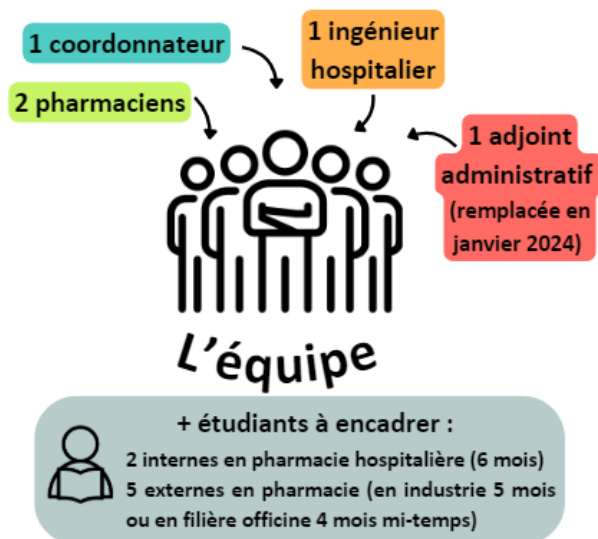 1 coordonnateur
1 ingénieur
hospitalier
2 pharmaciens
1 adjoint
administratif
(remplacée en
janvier 2024)
L'équipe
+ étudiants à encadrer :
2 internes en pharmacie hospitalière (6 mois)
5 externes en pharmacie (en industrie 5 mois
ou en filière officine 4 mois mi-temps)